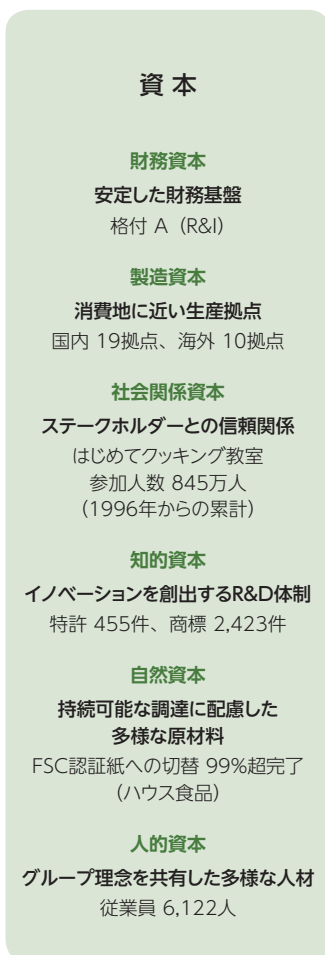 資本
財務資本
安定した財務基盤
格付 A（R&I）
製造資本
消費地に近い生産拠点
国内 19拠点、海外 10拠点
社会関係資本
ステークホルダーとの信頼関係
はじめてクッキング教室
参加人数 845万人
（1996年からの累計）
知的資本
イノベーションを創出するR&D体制
特許 455件、商標 2,423件
自然資本
持続可能な調達に配慮した
多様な原材料
FSC認証紙への切替 99%超完了
（ハウス食品）
人的資本
グループ理念を共有した多様な人材
従業員 6,122人